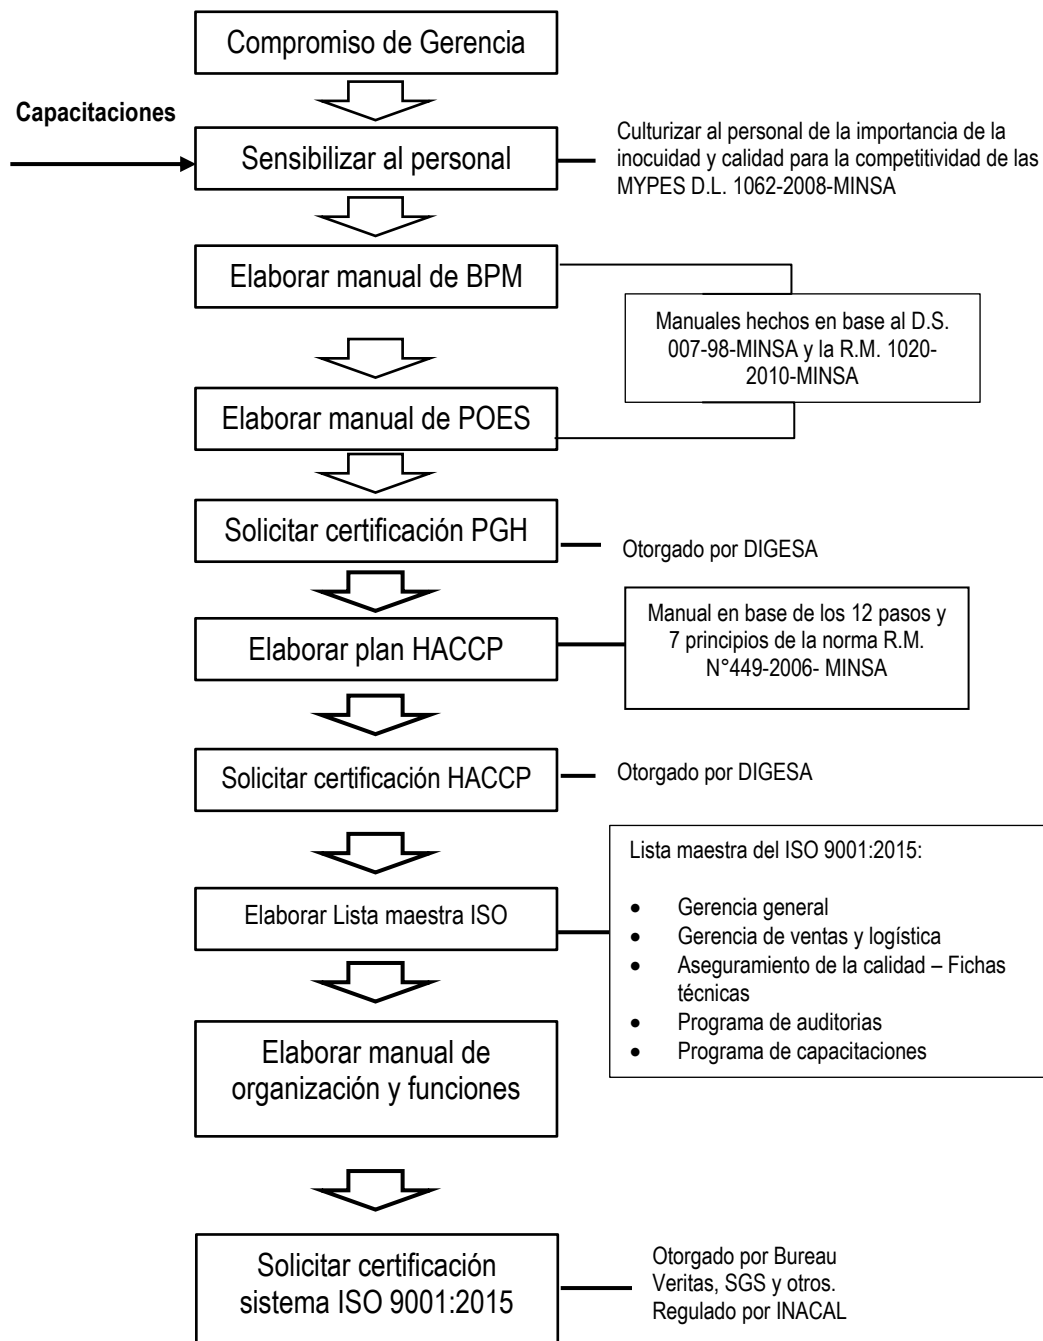 Compromiso de Gerencia
Capacitaciones
Sensibilizar al personal
Culturizar al personal de la importancia de la
inocuidad y calidad para la competitividad de las
MYPES D.L. 1062-2008-MINSA
Elaborar manual de BPM
Manuales hechos en base al D.S.
007-98-MINSA y la R.M. 1020-
2010-MINSA
Elaborar manual de POES
Solicitar certificación PGH
Otorgado por DIGESA
Elaborar plan HACCP
Manual en base de los 12 pasos y
7 principios de la norma R.M.
N°449-2006- MINSA
Solicitar certificación HACCP
Otorgado por DIGESA
Elaborar Lista maestra ISO
Lista maestra del ISO 9001:2015:
• Gerencia general
• Gerencia de ventas y logística
• Aseguramiento de la calidad – Fichas
técnicas
• Programa de auditorias
• Programa de capacitaciones
Elaborar manual de
organización y funciones
Solicitar certificación
sistema ISO 9001:2015
Otorgado por Bureau
Veritas, SGS y otros.
Regulado por INACAL